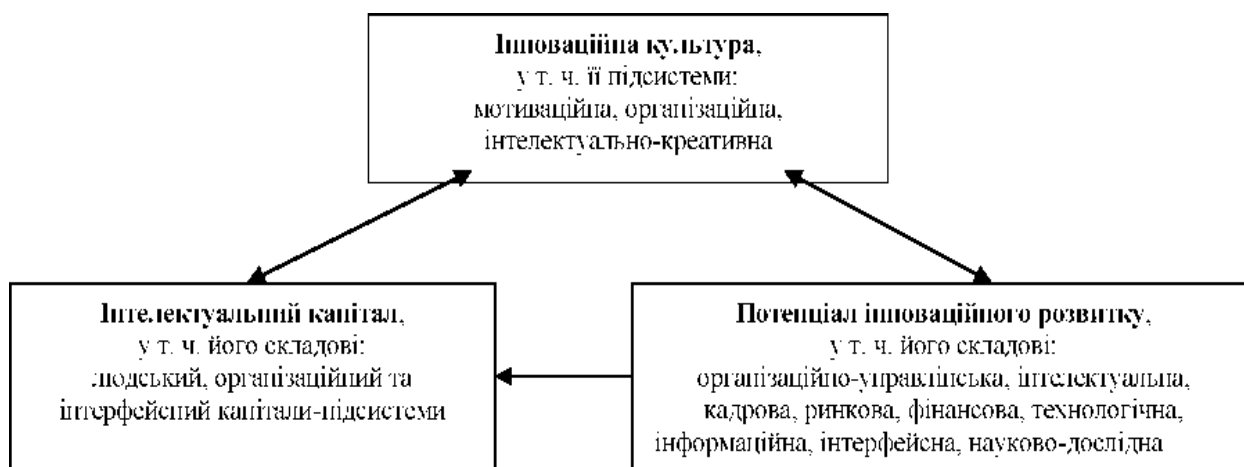 Інноваційна культура,
у т. ч. її підсистеми:
мотиваційна, організаційна,
інтелектуально-креативна
Інтелектуальний капітал,
у т. ч. його складові:
людський, організаційний та
інтерфейсний капітали-підсистеми
Потенціал інноваційного розвитку,
у т. ч. його складові:
організаційно-управлінська, інтелектуальна,
кадрова, ринкова, фінансова, технологічна,
інформаційна, інтерфейсна, науково-дослідна